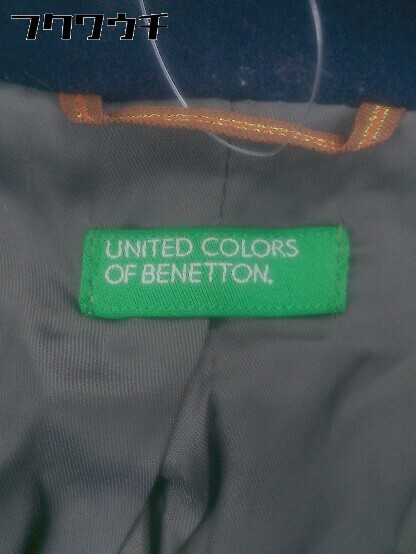 フクワウチ
UNITED COLORS
OF BENETTON.